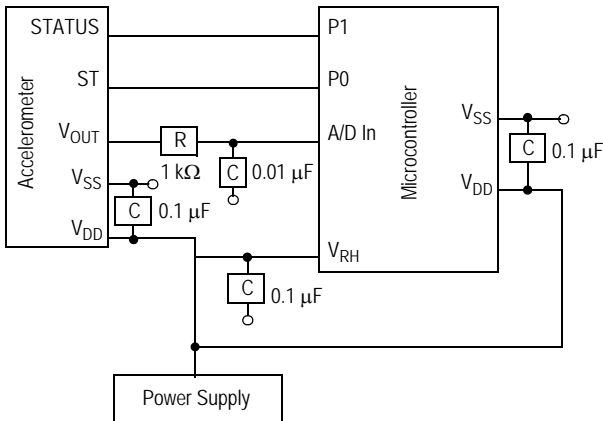 STATUS
ST
V_OUT
V_SS
V_DD
Accelerometer
R
1 kΩ
C
0.01 μF
C
0.1 μF
C
0.1 μF
P1
P0
A/D In
V_RH
Microcontroller
V_SS
V_DD
C
0.1 μF
Power Supply